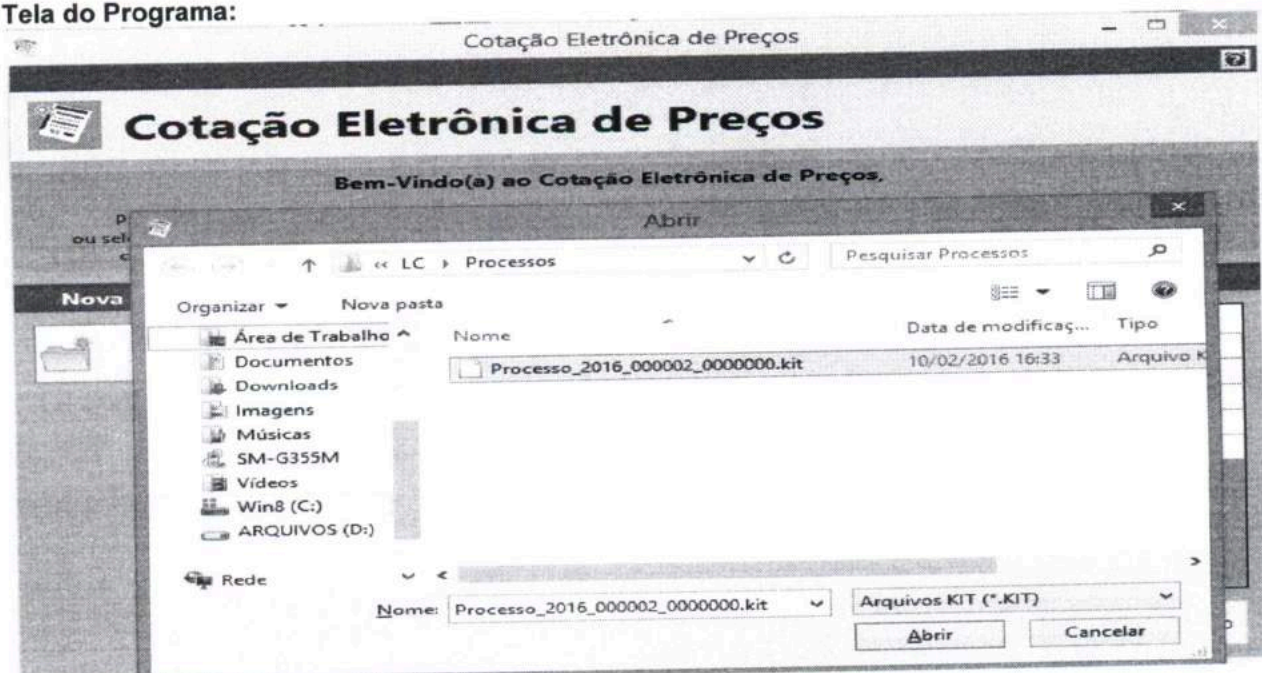 Tela do Programa:
Cotação Eletrônica de Preços
Cotação Eletrônica de Preços
Bem-Vindo(a) ao Cotação Eletrônica de Preços,
ou sel
Abrir
« LC › Processos
Pesquisar Processos
Nova
Organizar
Nova pasta
Nome
Data de modificaç...
Tipo
Área de Trabalho
Documentos
Downloads
Imagens
Músicas
SM-G355M
Vídeos
Win8 (C:)
ARQUIVOS (D:)
Rede
Processo_2016_000002_0000000.kit
10/02/2016 16:33
Arquivo K
Nome:
Processo_2016_000002_0000000.kit
Arquivos KIT (*.KIT)
Abrir
Cancelar